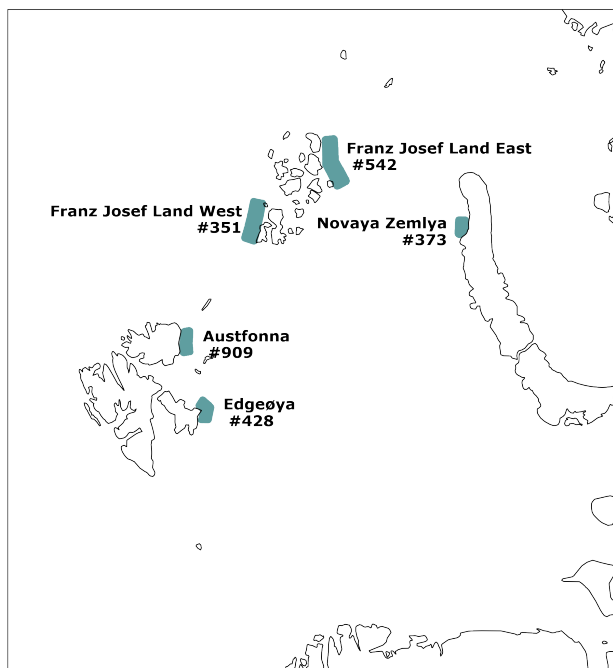 Franz Josef Land East
#542
Franz Josef Land West
#351
Novaya Zemlya
#373
Austfonna
#909
Edgeøya
#428